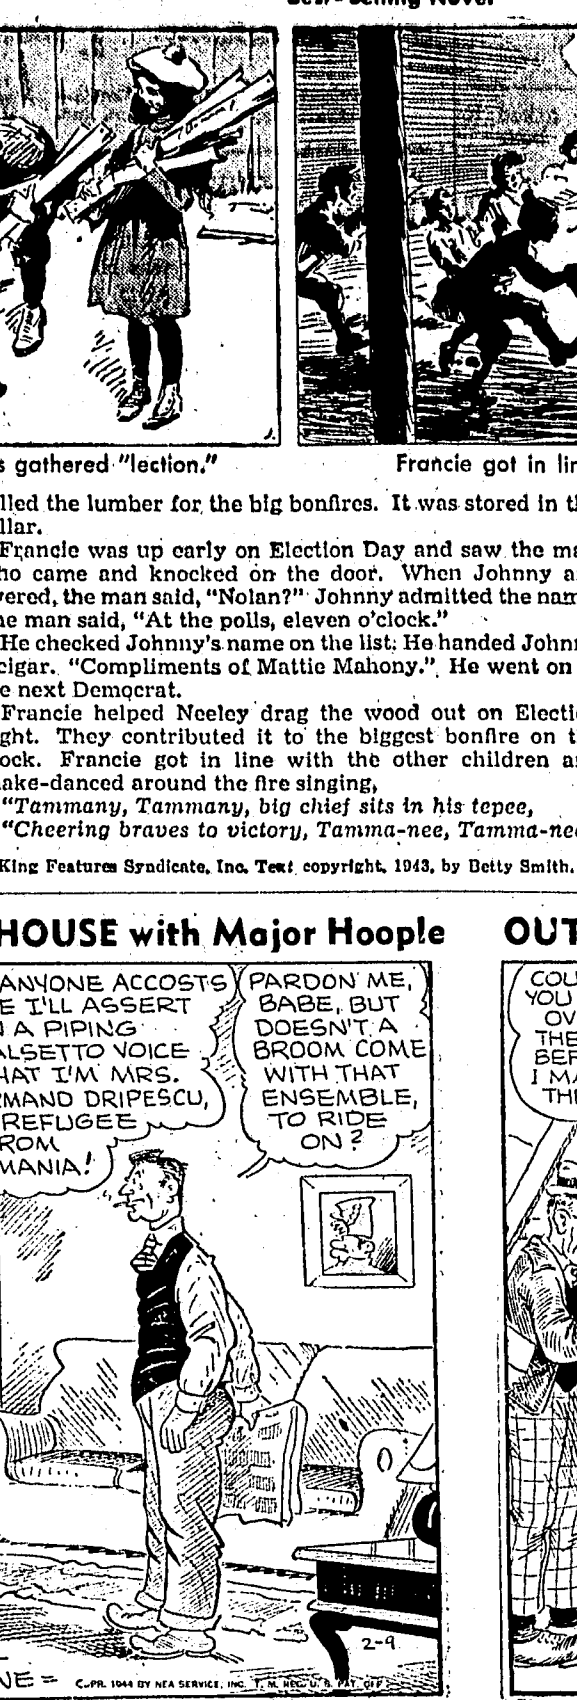 Best-Selling Novel
s gathered "lection."
Francie got in lin
lled the lumber for the big bonfires. It was stored in th
llar.
Francie was up early on Election Day and saw the ma
ho came and knocked on the door. When Johnny a
vered, the man said, "Nolan?" Johnny admitted the nam
he man said, "At the polls, eleven o'clock."
He checked Johnny's name on the list. He handed Johnn
cigar. "Compliments of Mattie Mahony." He went on
e next Democrat.
Francie helped Neeley drag the wood out on Electi
ght. They contributed it to the biggest bonfire on t
ock. Francie got in line with the other children a
ake-danced around the fire singing,
"Tammany, Tammany, big chief sits in his tepee,
"Cheering braves to victory, Tamma-nee, Tamma-nee
King Features Syndicate, Inc. Text copyright, 1943, by Betty Smith.
HOUSE with Major Hoople
ANYONE ACCOSTS
E I'LL ASSERT
N A PIPING
ALSETTO VOICE
HAT I'M MRS.
RMAND DRIPESCU,
REFUGEE
ROM
MANIA!
PARDON ME,
BABE, BUT
DOESN'T A
BROOM COME
WITH THAT
ENSEMBLE,
TO RIDE
ON?
2-9
NE =
COPR. 1944 BY NEA SERVICE, INC. T. M. REG. U. S. PAT. OFF.
OUT
COU
YOU
OV
THE
BEF
I MA
TH